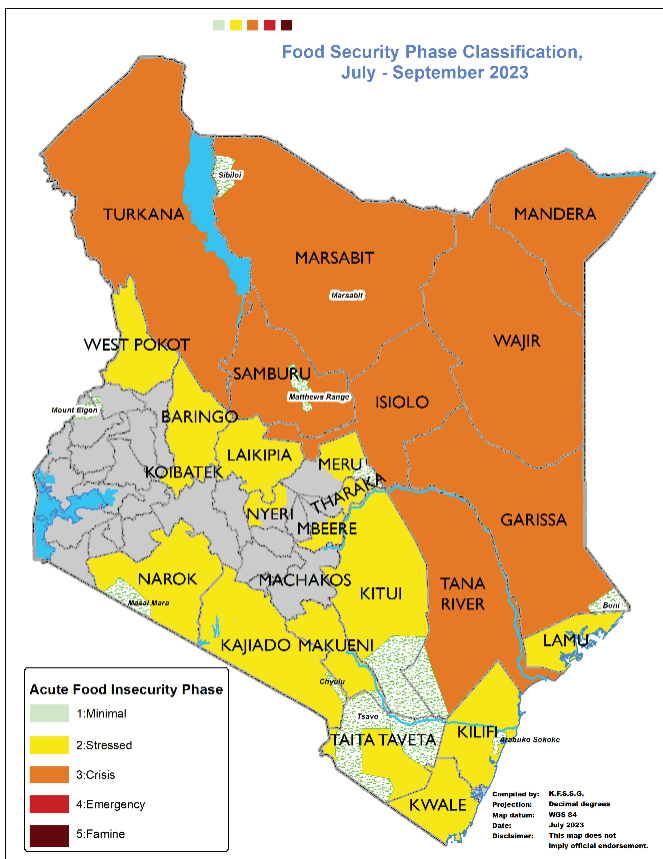 Food Security Phase Classification,
July - September 2023
Sibiloi
TURKANA
MANDERA
MARSABIT
Marsabit
WAJIR
WEST POKOT
SAMBURU
Matthews Range
ISIOLO
Mount Elgon
BARINGO
LAIKIPIA
MERU
KOIBATEK
THARAKA
NYERI
GARISSA
MBEERE
NAROK
MACHAKOS
KITUI
TANA
RIVER
Masai Mara
Boni
KAJIADO
MAKUENI
LAMU
Chyulu
Tsavo
KILIFI
TAITA TAVETA
Arabuko Sokoke
KWALE
Acute Food Insecurity Phase
1:Minimal
2:Stressed
3:Crisis
4:Emergency
5:Famine
Compiled by: K.F.S.S.G.
Projection: Decimal degrees
Map datum: WGS 84
Date: July 2023
Disclaimer: This map does not
imply official endorsement.